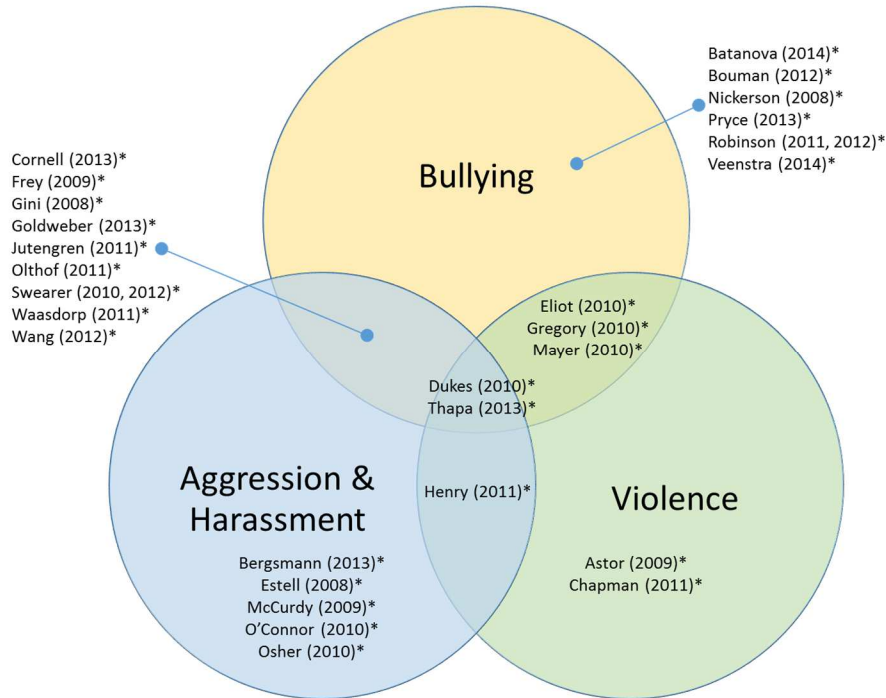 Batanova (2014)*
Bouman (2012)*
Nickerson (2008)*
Pryce (2013)*
Robinson (2011, 2012)*
Veenstra (2014)*
Cornell (2013)*
Frey (2009)*
Gini (2008)*
Goldweber (2013)*
Jutengren (2011)*
Olthof (2011)*
Swearer (2010, 2012)*
Waasdorp (2011)*
Wang (2012)*
Bullying
Eliot (2010)*
Gregory (2010)*
Mayer (2010)*
Dukes (2010)*
Thapa (2013)*
Aggression &
Harassment
Henry (2011)*
Violence
Bergsmann (2013)*
Estell (2008)*
McCurdy (2009)*
O’Connor (2010)*
Osher (2010)*
Astor (2009)*
Chapman (2011)*